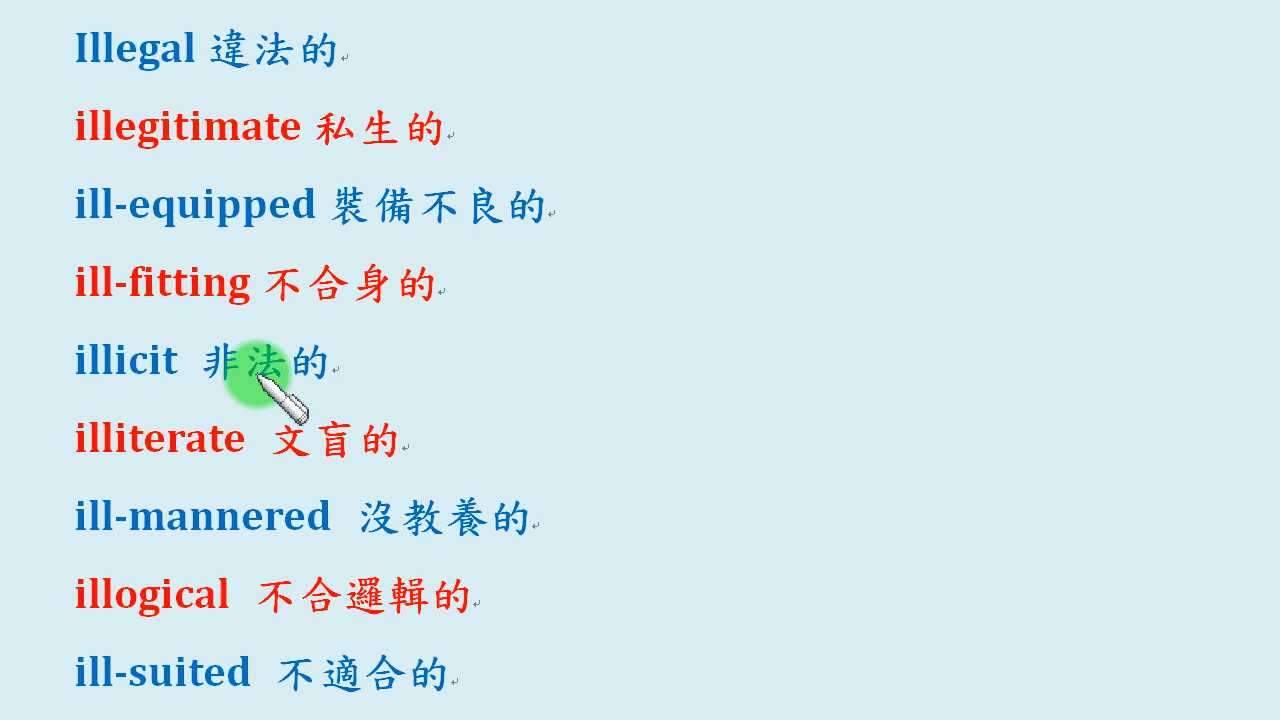 Illegal 違法的
illegitimate 私生的
ill-equipped 裝備不良的
ill-fitting 不合身的
illicit 非法的
illiterate 文盲的
ill-mannered 沒教養的
illogical 不合邏輯的
ill-suited 不適合的